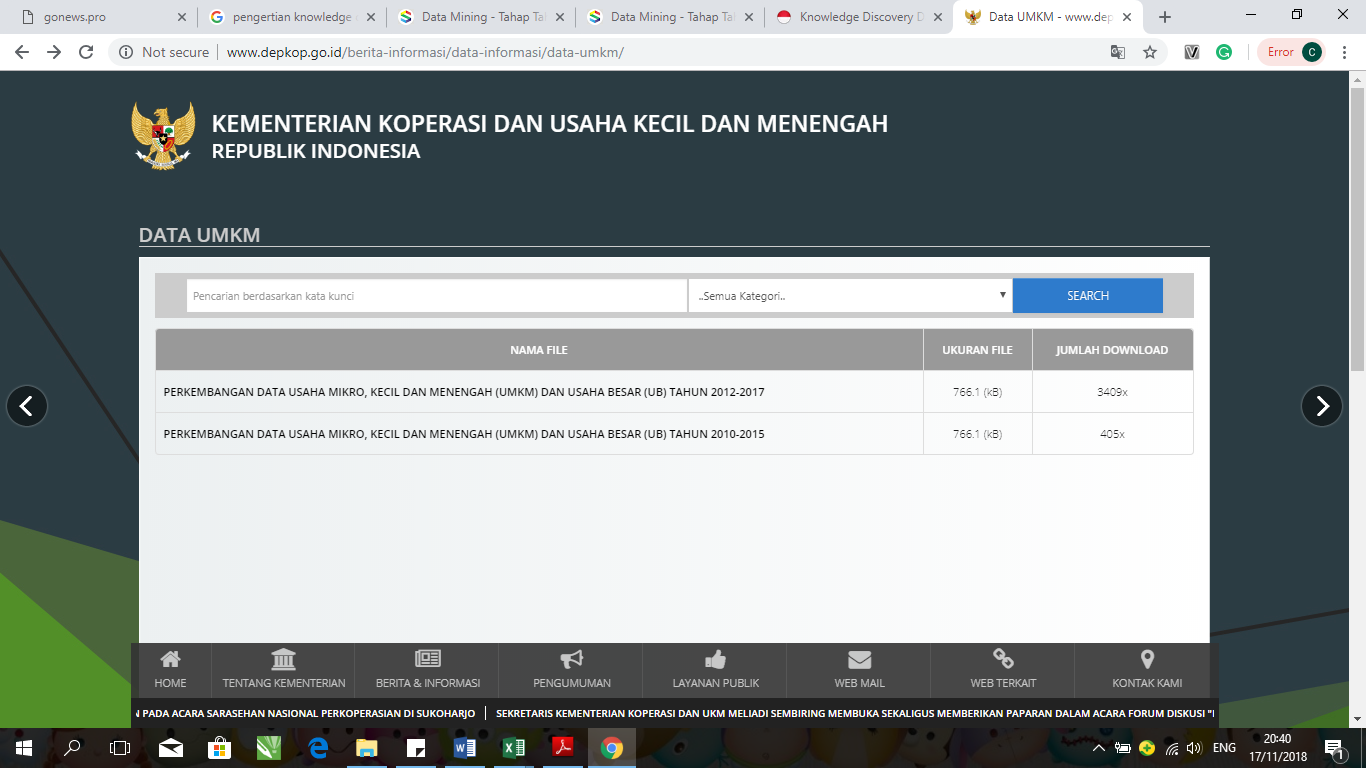 gonews.pro
pengertian knowledge
Data Mining - Tahap Ta
Data Mining - Tahap Ta
Knowledge Discovery D
Data UMKM - www.dep
Not secure
www.depkop.go.id/berita-informasi/data-informasi/data-umkm/
Error
C
KEMENTERIAN KOPERASI DAN USAHA KECIL DAN MENENGAH
REPUBLIK INDONESIA
DATA UMKM
Pencarian berdasarkan kata kunci
..Semua Kategori..
SEARCH
NAMA FILE UKURAN FILE JUMLAH DOWNLOAD
PERKEMBANGAN DATA USAHA MIKRO, KECIL DAN MENENGAH (UMKM) DAN USAHA BESAR (UB) TAHUN 2012-2017 766.1 (kB) 3409x
PERKEMBANGAN DATA USAHA MIKRO, KECIL DAN MENENGAH (UMKM) DAN USAHA BESAR (UB) TAHUN 2010-2015 766.1 (kB) 405x
HOME
TENTANG KEMENTERIAN
BERITA & INFORMASI
PENGUMUMAN
LAYANAN PUBLIK
WEB MAIL
WEB TERKAIT
KONTAK KAMI
N PADA ACARA SARASEHAN NASIONAL PERKOPERASIAN DI SUKOHARJO
SEKRETARIS KEMENTERIAN KOPERASI DAN UKM MELIADI SEMBIRING MEMBUKA SEKALIGUS MEMBERIKAN PAPARAN DALAM ACARA FORUM DISKUSI "
ENG
20:40
17/11/2018
1